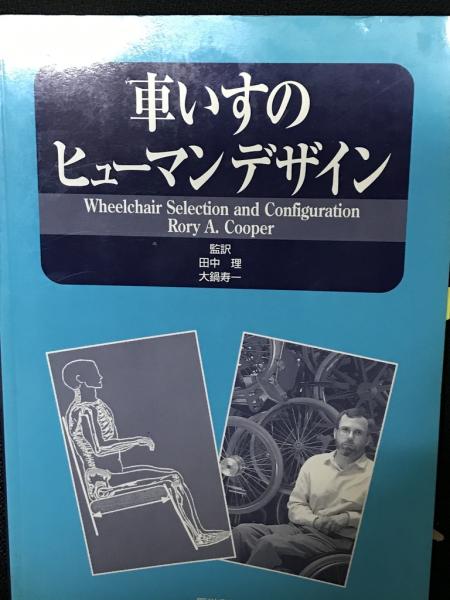 車いすの
ヒューマンデザイン
Wheelchair Selection and Configuration
Rory A. Cooper
監訳
田中 理
大鍋寿一